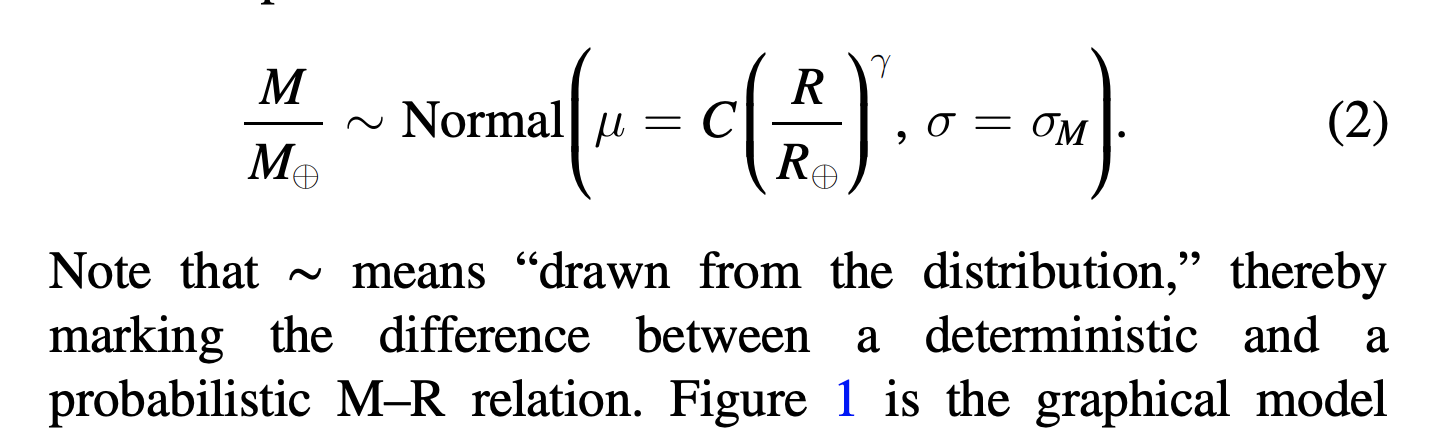 M/M⊕ ∼ Normal(μ = C(R/R⊕)^γ, σ = σ_M). (2)
Note that ∼ means “drawn from the distribution,” thereby
marking the difference between a deterministic and a
probabilistic M–R relation. Figure 1 is the graphical model